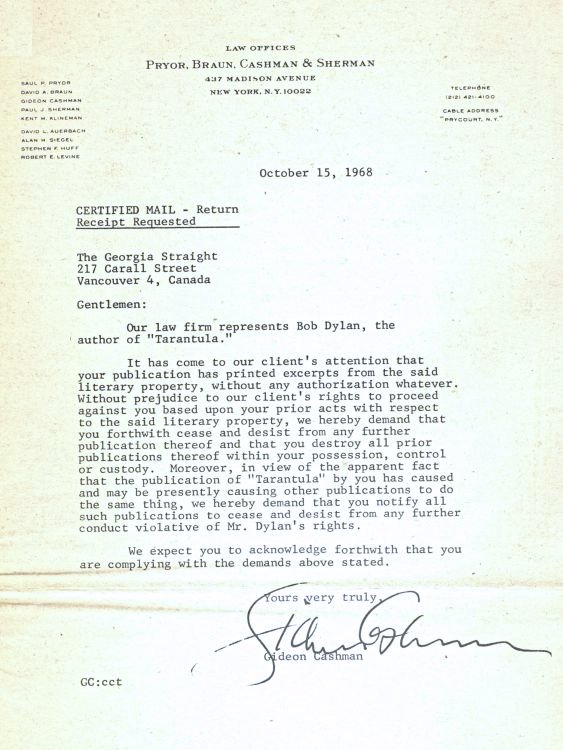 LAW OFFICES
PRYOR, BRAUN, CASHMAN & SHERMAN
437 MADISON AVENUE
NEW YORK, N.Y. 10022
SAUL P. PRYOR
DAVID A. BRAUN
GIDEON CASHMAN
PAUL J. SHERMAN
KENT M. KLINEMAN
DAVID L. AUERBACH
ALAN H. SIEGEL
STEPHEN F. HUFF
ROBERT E. LEVINE
TELEPHONE
(212) 421-4100
CABLE ADDRESS
"PRYCOURT, N.Y."
October 15, 1968
CERTIFIED MAIL - Return
Receipt Requested
The Georgia Straight
217 Carall Street
Vancouver 4, Canada
Gentlemen:
Our law firm represents Bob Dylan, the
author of "Tarantula."
It has come to our client's attention that
your publication has printed excerpts from the said
literary property, without any authorization whatever.
Without prejudice to our client's rights to proceed
against you based upon your prior acts with respect
to the said literary property, we hereby demand that
you forthwith cease and desist from any further
publication thereof and that you destroy all prior
publications thereof within your possession, control
or custody. Moreover, in view of the apparent fact
that the publication of "Tarantula" by you has caused
and may be presently causing other publications to do
the same thing, we hereby demand that you notify all
such publications to cease and desist from any further
conduct violative of Mr. Dylan's rights.
We expect you to acknowledge forthwith that you
are complying with the demands above stated.
Yours very truly,
Gideon Cashman
GC:cct